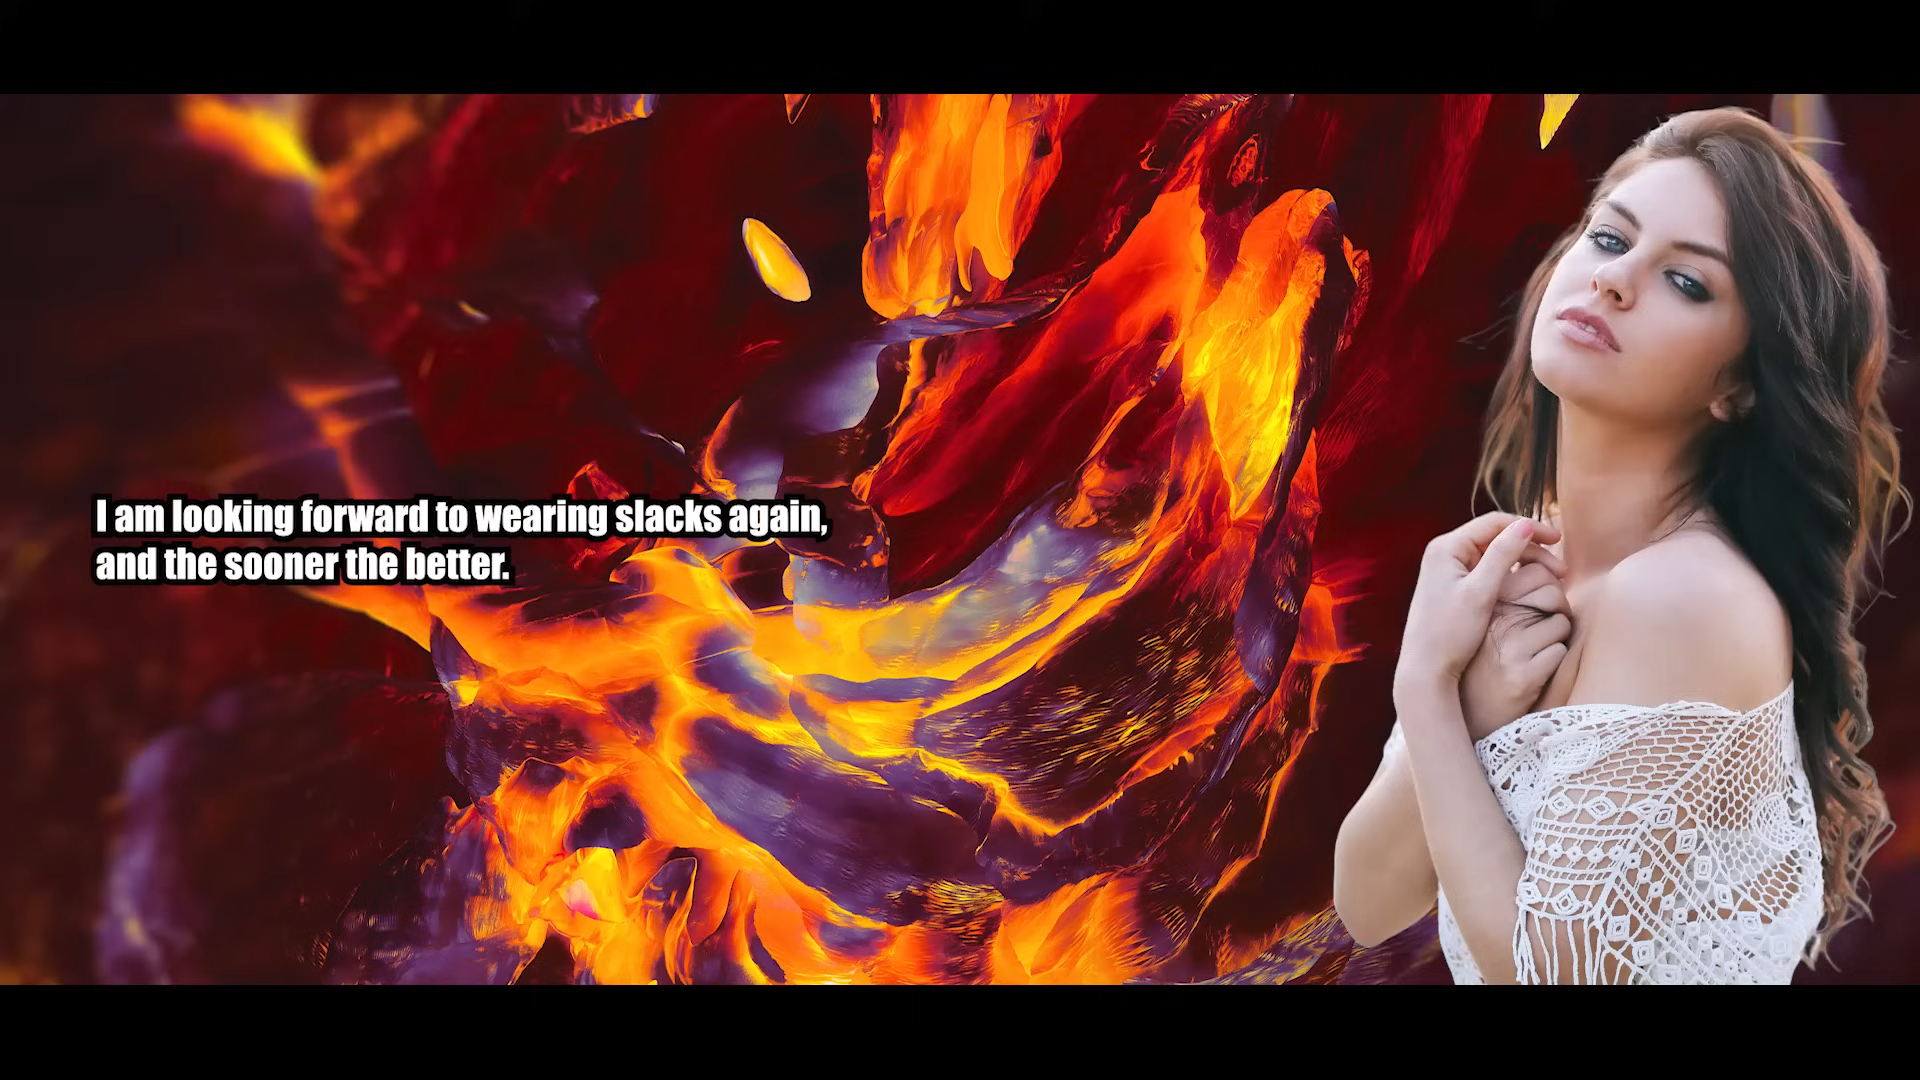 I am looking forward to wearing slacks again,
and the sooner the better.